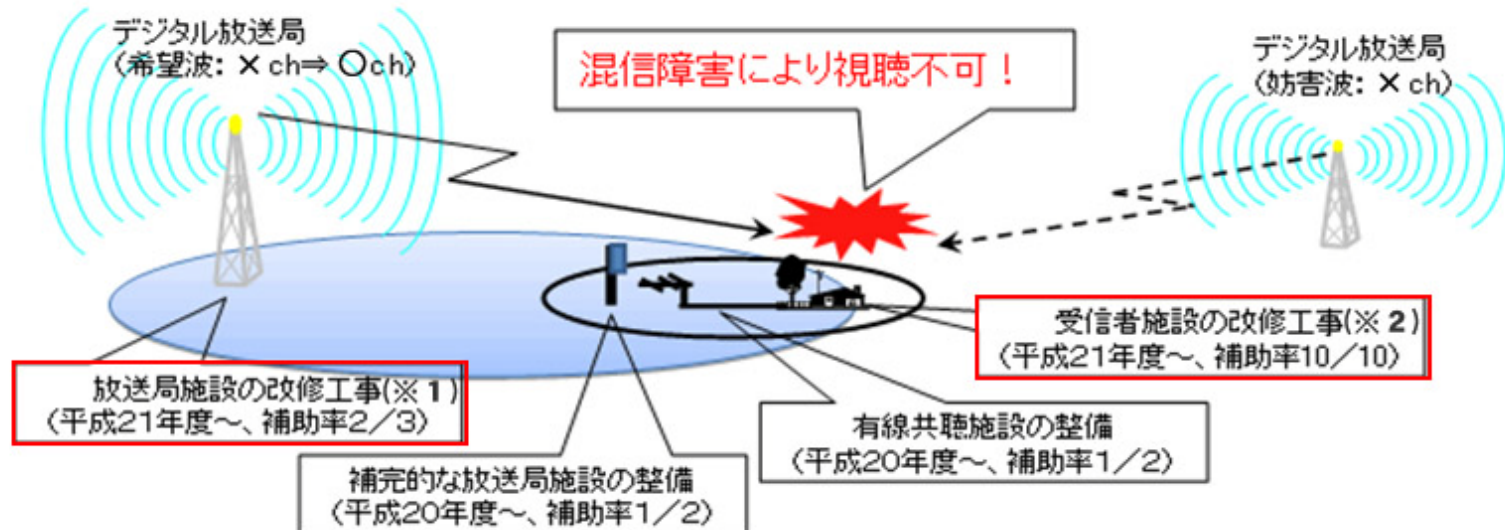 デジタル放送局
（希望波：×ch⇒〇ch）
混信障害により視聴不可！
デジタル放送局
（妨害波：×ch）
受信者施設の改修工事(※２)
（平成21年度～、補助率10／10）
放送局施設の改修工事(※１)
（平成21年度～、補助率2／3）
有線共聴施設の整備
（平成20年度～、補助率1／2）
補完的な放送局施設の整備
（平成20年度～、補助率1／2）